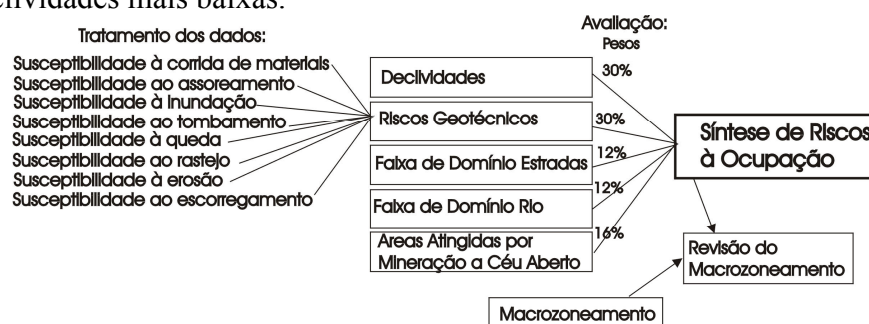 declividades mais baixas.
Tratamento dos dados:
Susceptibilidade à corrida de materiais
Susceptibilidade ao assoreamento
Susceptibilidade à inundação
Susceptibilidade ao tombamento
Susceptibilidade à queda
Susceptibilidade ao rastejo
Susceptibilidade à erosão
Susceptibilidade ao escorregamento
Declividades
Riscos Geotécnicos
Faixa de Domínio Estradas
Faixa de Domínio Rio
Areas Atingidas por
Mineração a Céu Aberto
Avaliação:
Pesos
30%
30%
12%
12%
16%
Síntese de Riscos
à Ocupação
Revisão do
Macrozoneamento
Macrozoneamento